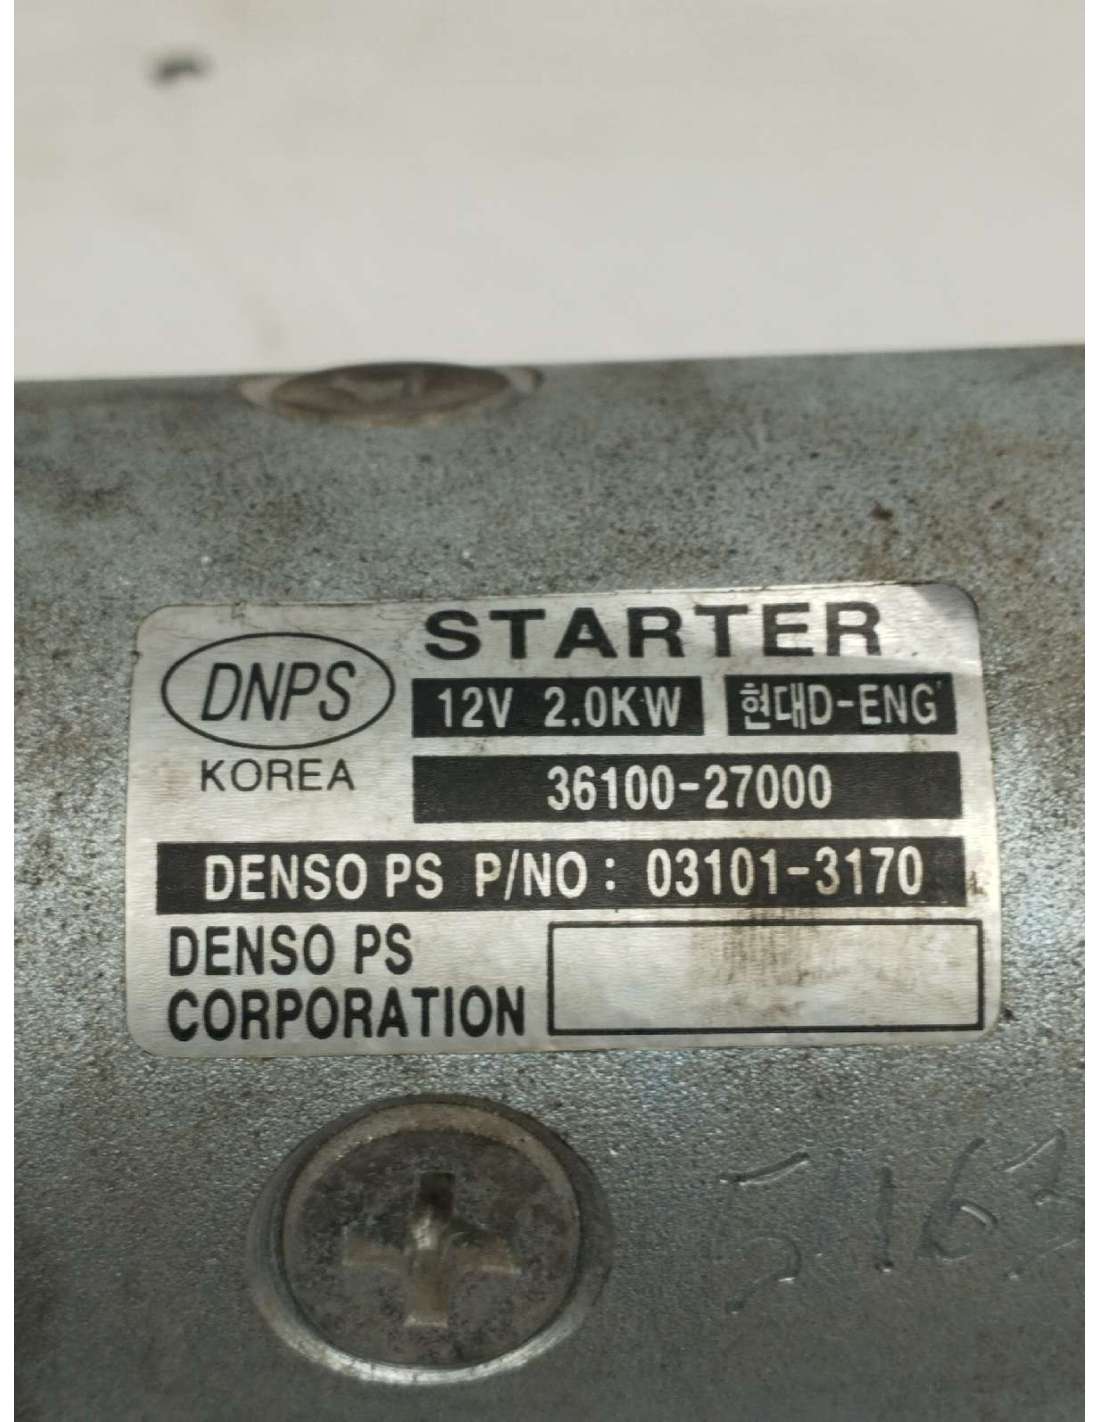 STARTER
DNPS
12V 2.0KW
현대D-ENG
KOREA
36100-27000
DENSO PS P/NO: 03101-3170
DENSO PS
CORPORATION
5163